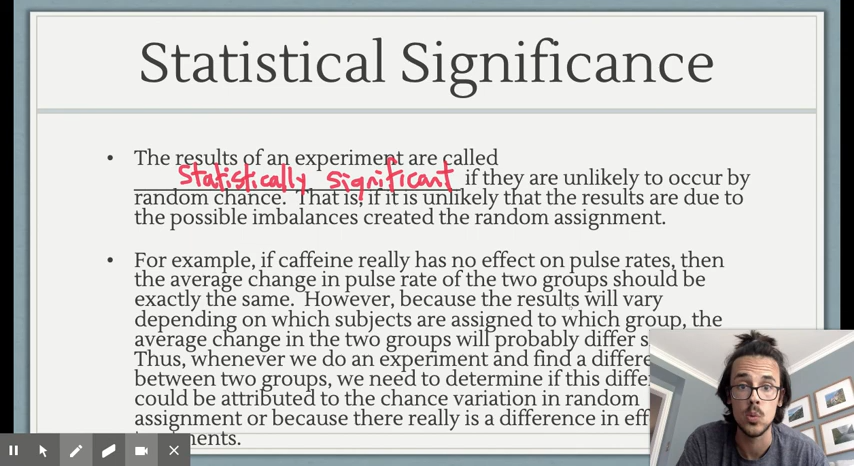 Statistical Significance
• The results of an experiment are called
Statistically significant if they are unlikely to occur by
random chance. That is, if it is unlikely that the results are due to
the possible imbalances created the random assignment.
• For example, if caffeine really has no effect on pulse rates, then
the average change in pulse rate of the two groups should be
exactly the same. However, because the results will vary
depending on which subjects are assigned to which group, the
average change in the two groups will probably differ
Thus, whenever we do an experiment and find a
between two groups, we need to determine if this
could be attributed to the chance variation in random
assignment or because there really is a difference in